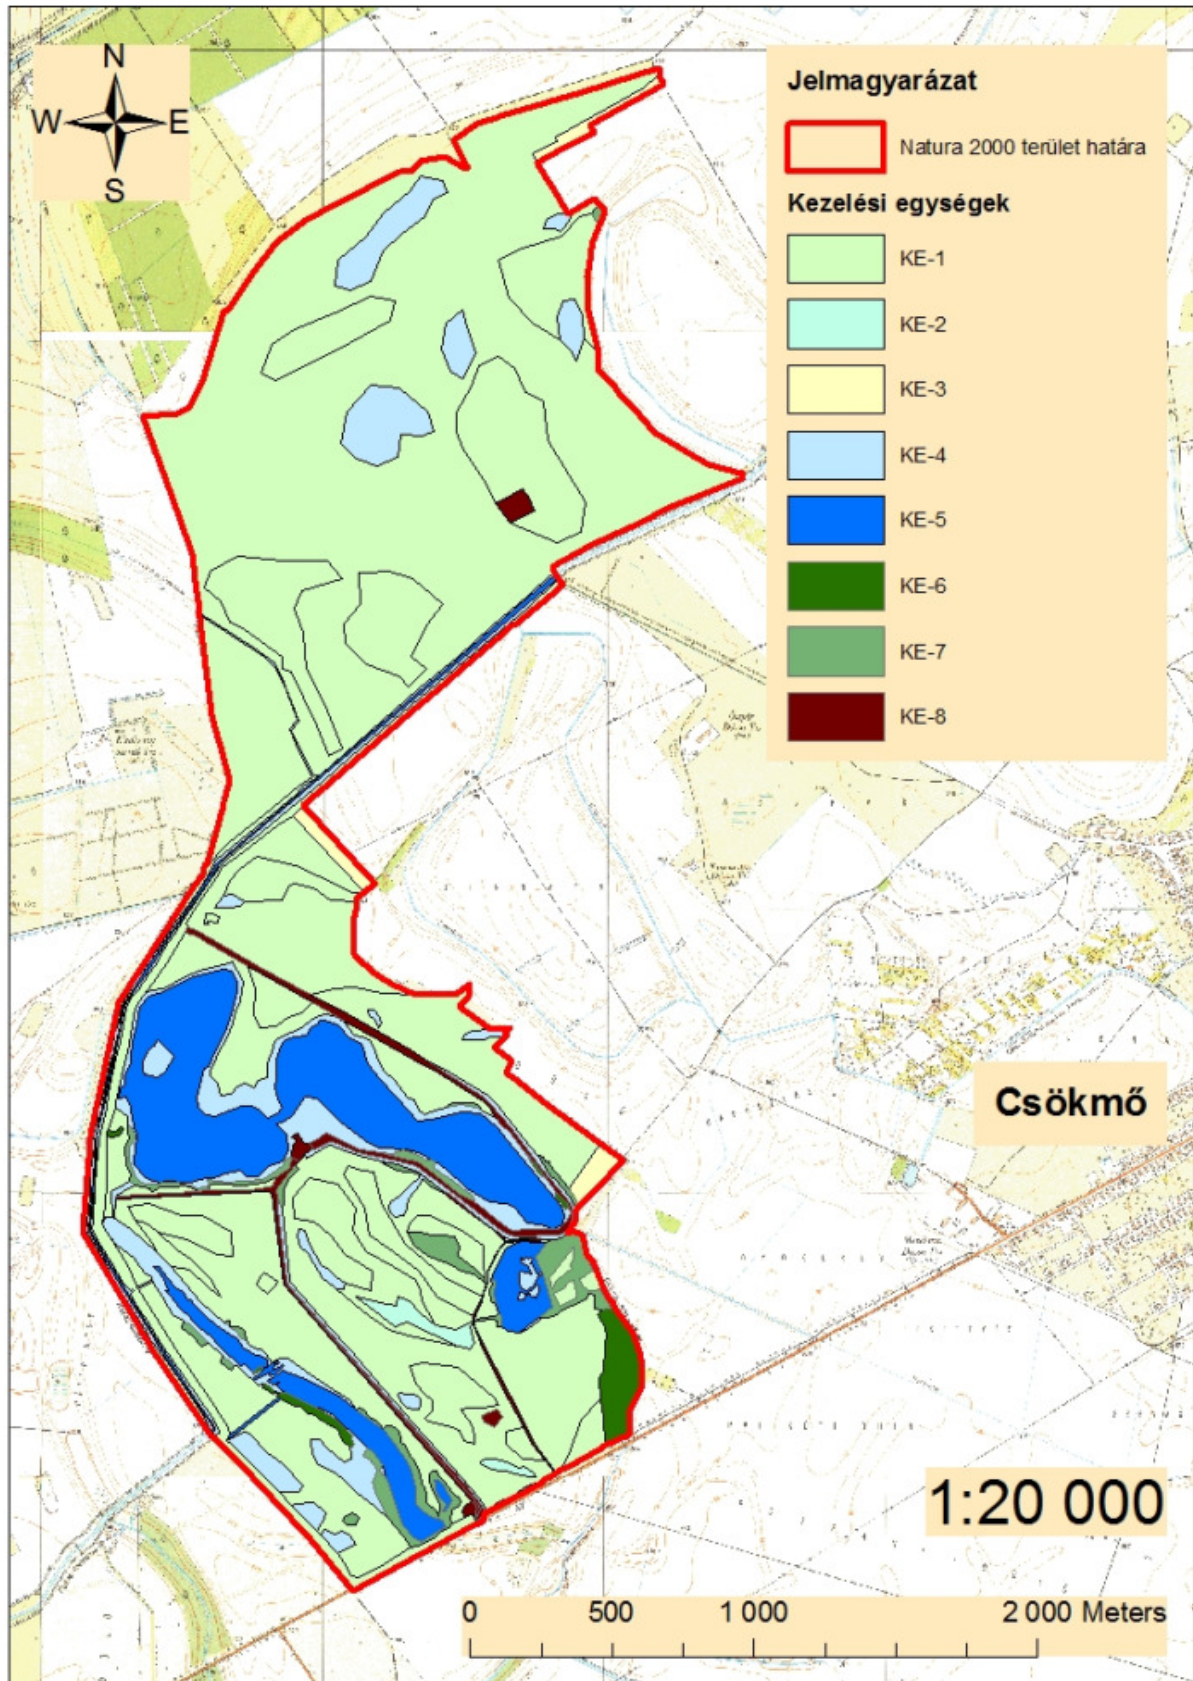 N
W E
S
Jelmagyarázat
Natura 2000 terület határa
Kezelési egységek
KE-1
KE-2
KE-3
KE-4
KE-5
KE-6
KE-7
KE-8
Csökmő
1:20 000
0 500 1 000 2 000 Meters